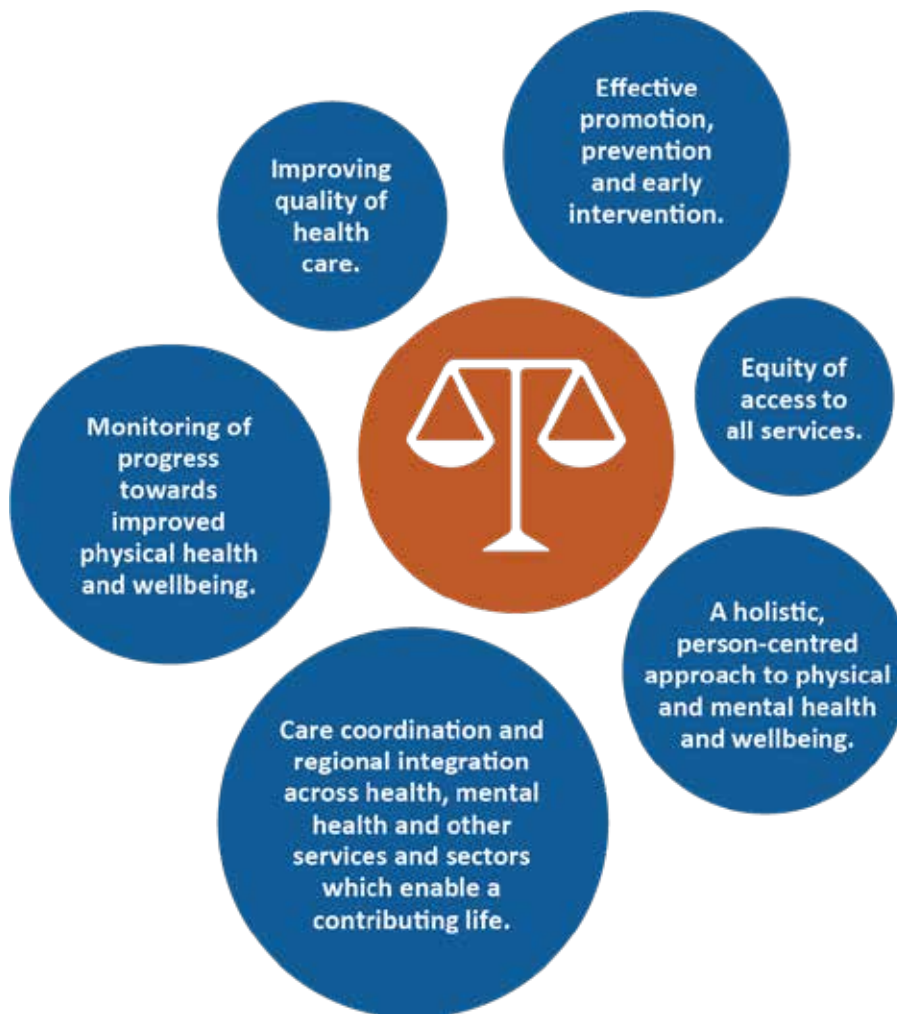 Effective
promotion,
prevention
and early
intervention.
Improving
quality of
health
care.
Equity of
access to
all services.
Monitoring of
progress
towards
improved
physical health
and wellbeing.
A holistic,
person-centred
approach to physical
and mental health
and wellbeing.
Care coordination and
regional integration
across health, mental
health and other
services and sectors
which enable a
contributing life.